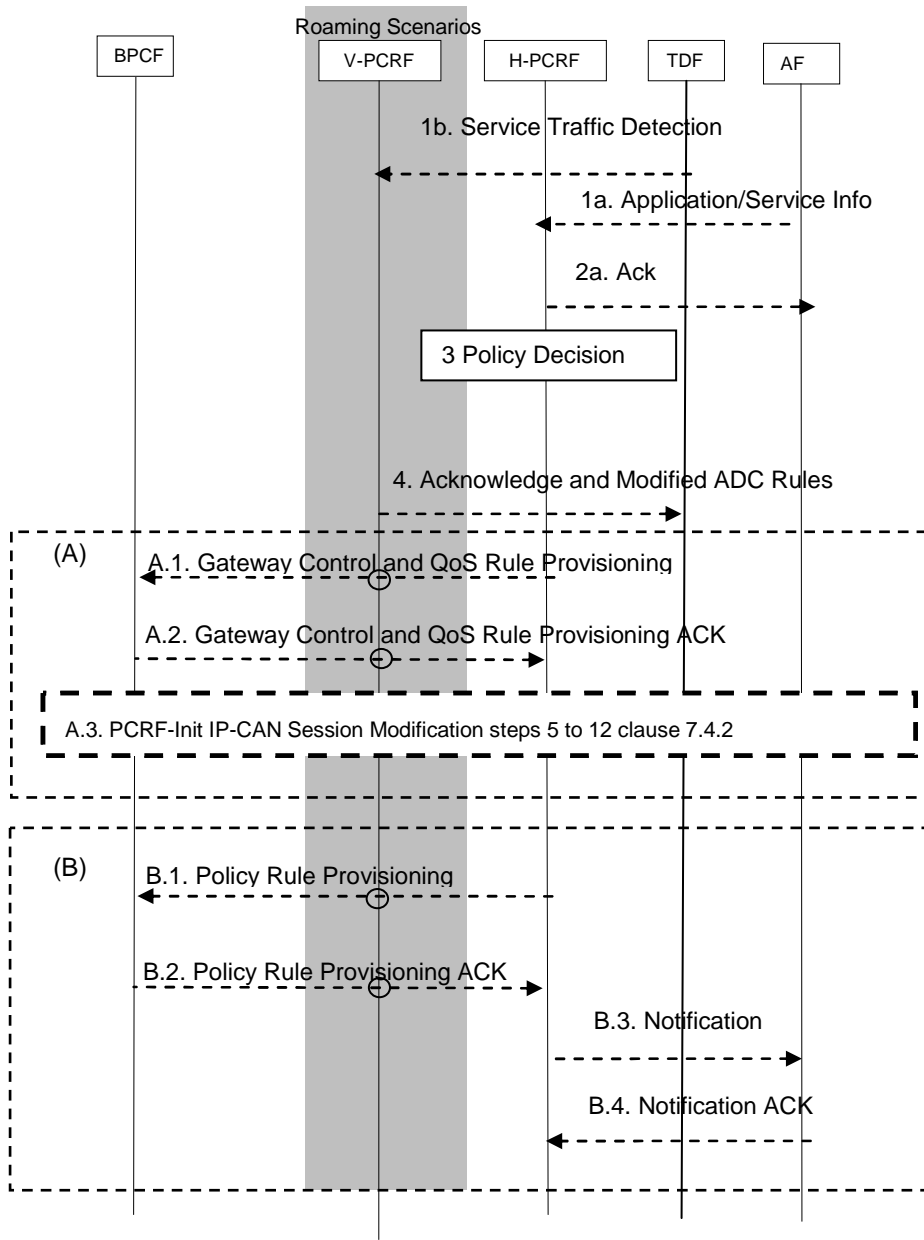 Roaming Scenarios
BPCF
V-PCRF
H-PCRF
TDF
AF
1b. Service Traffic Detection
1a. Application/Service Info
2a. Ack
3 Policy Decision
4. Acknowledge and Modified ADC Rules
(A)
A.1. Gateway Control and QoS Rule Provisioning
A.2. Gateway Control and QoS Rule Provisioning ACK
A.3. PCRF-Init IP-CAN Session Modification steps 5 to 12 clause 7.4.2
(B)
B.1. Policy Rule Provisioning
B.2. Policy Rule Provisioning ACK
B.3. Notification
B.4. Notification ACK